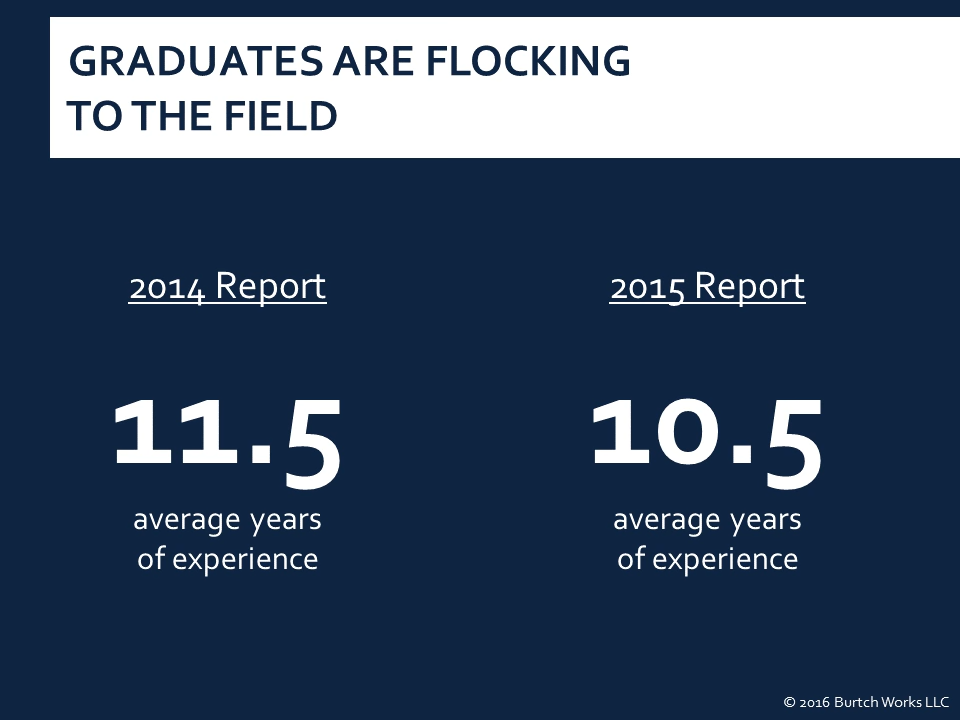 GRADUATES ARE FLOCKING
TO THE FIELD
2014 Report
11.5
average years
of experience
2015 Report
10.5
average years
of experience
© 2016 Burtch Works LLC